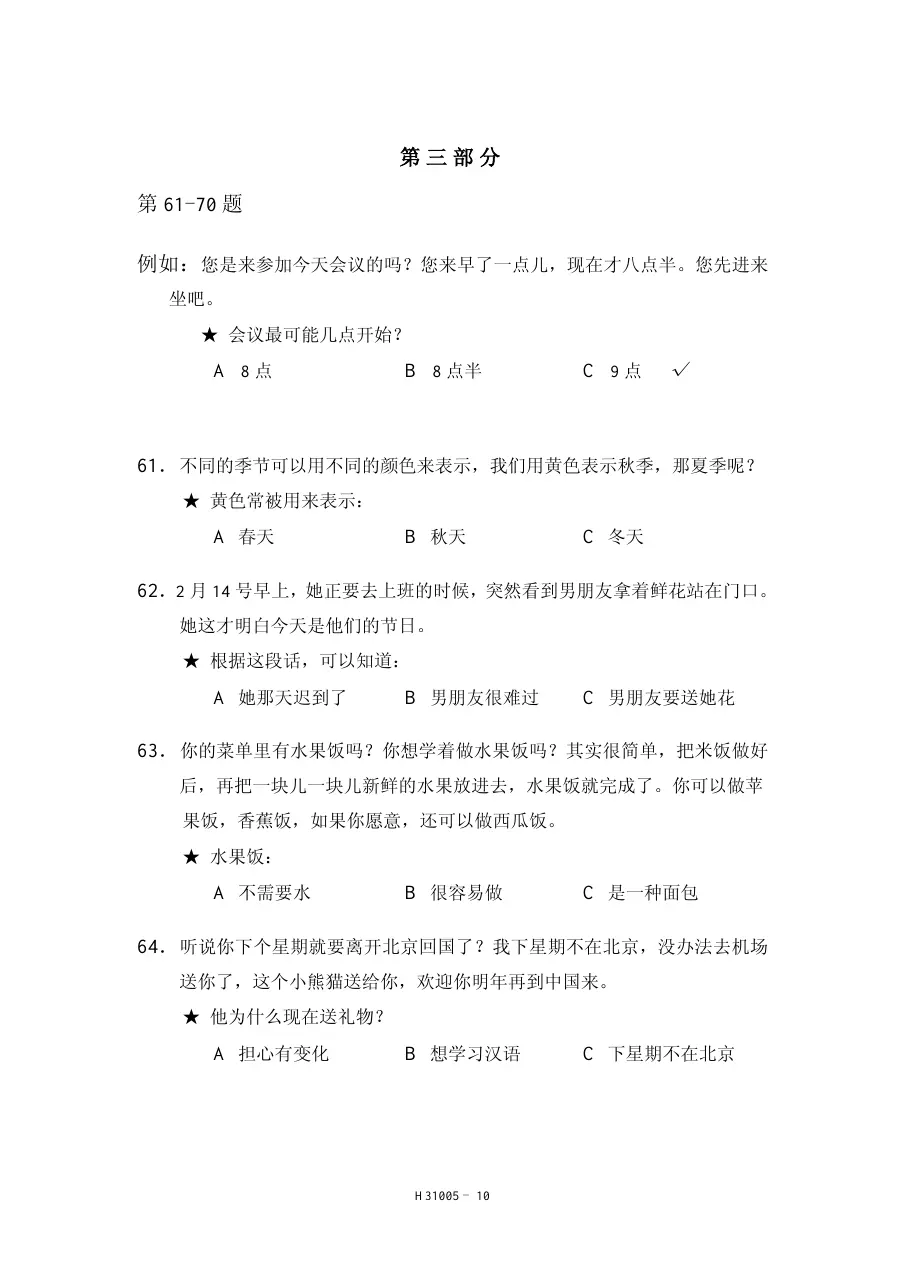 第三部分
第 61-70 题
例如：您是来参加今天会议的吗？您来早了一点儿，现在才八点半。您先进来
坐吧。
★ 会议最可能几点开始？
A 8 点 B 8 点半 C 9 点 ✓
61．不同的季节可以用不同的颜色来表示，我们用黄色表示秋季，那夏季呢？
★ 黄色常被用来表示：
A 春天 B 秋天 C 冬天
62．2 月 14 号早上，她正要去上班的时候，突然看到男朋友拿着鲜花站在门口。
她这才明白今天是他们的节日。
★ 根据这段话，可以知道：
A 她那天迟到了 B 男朋友很难过 C 男朋友要送她花
63．你的菜单里有水果饭吗？你想学着做水果饭吗？其实很简单，把米饭做好
后，再把一块儿一块儿新鲜的水果放进去，水果饭就完成了。你可以做苹
果饭，香蕉饭，如果你愿意，还可以做西瓜饭。
★ 水果饭：
A 不需要水 B 很容易做 C 是一种面包
64．听说你下个星期就要离开北京回国了？我下星期不在北京，没办法去机场
送你了，这个小熊猫送给你，欢迎你明年再到中国来。
★ 他为什么现在送礼物？
A 担心有变化 B 想学习汉语 C 下星期不在北京
H31005－ 10